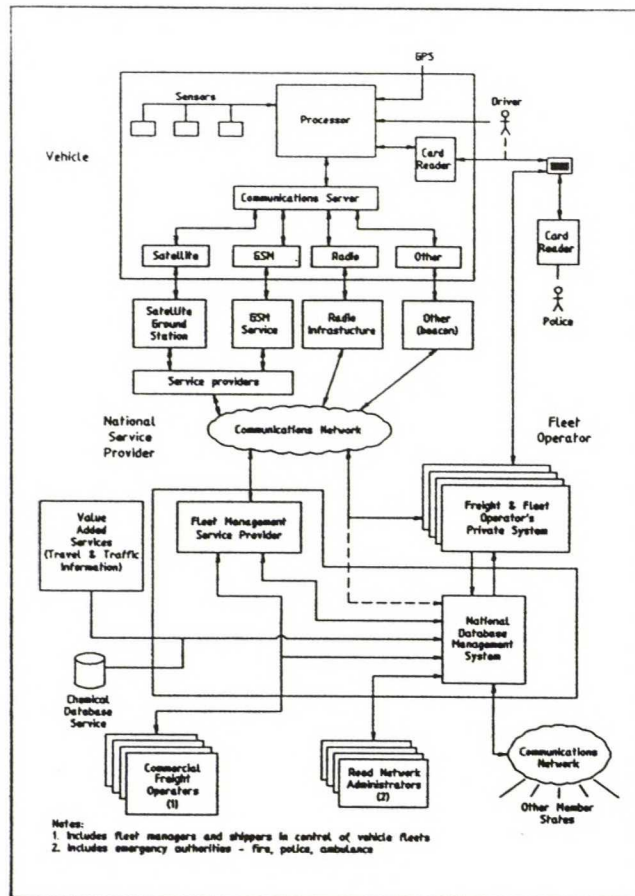 GPS
Sensors
Driver
Processor
Vehicle
Card
Reader
Communications Server
Satellite
GSM
Radio
Other
Card
Reader
Police
Satellite
Ground
Station
GSM
Service
Radio
Infrastucture
Other
(beacon)
Service providers
National
Service
Provider
Communications Network
Fleet
Operator
Value
Added
Services
(Travel & Traffic
Information)
Fleet Management
Service Provider
Freight & Fleet
Operator's
Private System
National
Database
Management
System
Chemical
Database
Service
Commercial
Freight
Operators
(1)
Road Network
Administrators
(2)
Communications
Network
Other Member
States
Notes:
1. Includes fleet managers and shippers in control of vehicle fleets
2. Includes emergency authorities - fire, police, ambulance